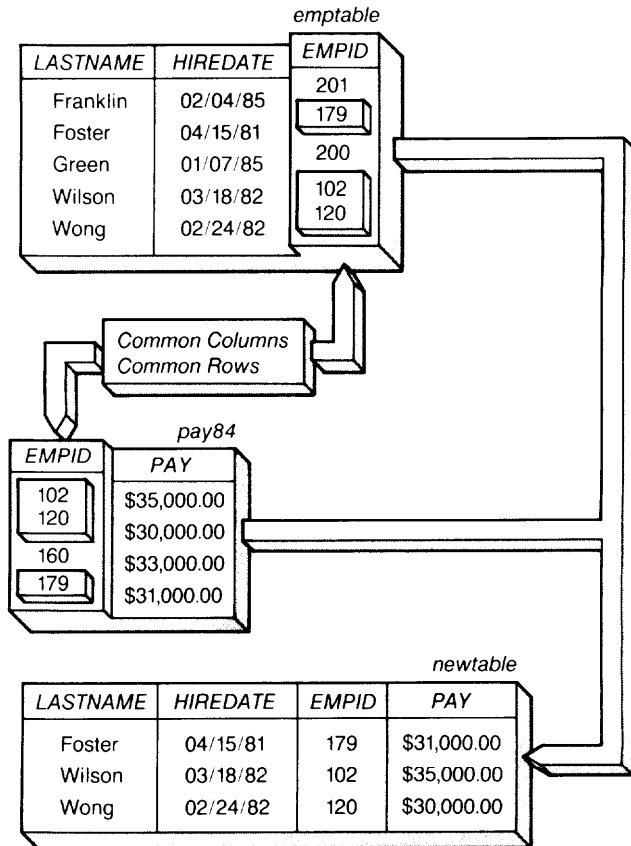 emptable
LASTNAME HIREDATE EMPID
Franklin 02/04/85 201
Foster 04/15/81 179
Green 01/07/85 200
Wilson 03/18/82 102
Wong 02/24/82 120
Common Columns
Common Rows
pay84
EMPID PAY
102 $35,000.00
120 $30,000.00
160 $33,000.00
179 $31,000.00
newtable
LASTNAME HIREDATE EMPID PAY
Foster 04/15/81 179 $31,000.00
Wilson 03/18/82 102 $35,000.00
Wong 02/24/82 120 $30,000.00